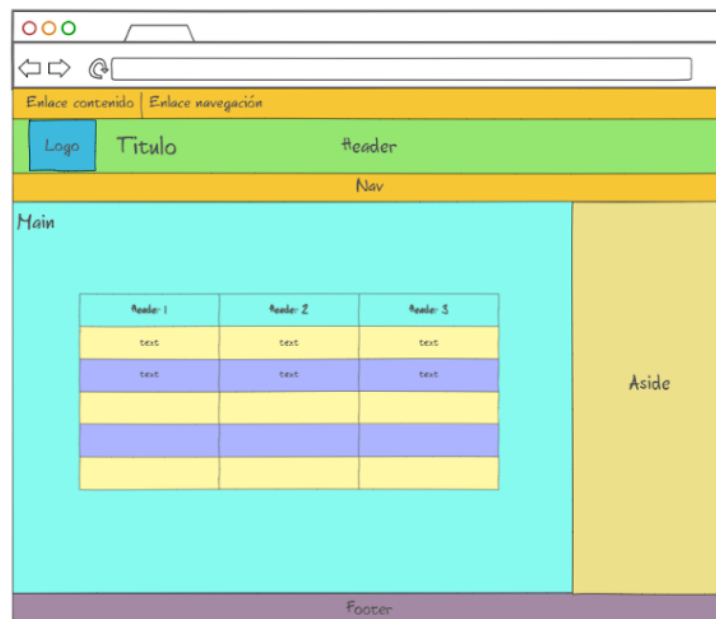 Enlace contenido Enlace navegación
Logo Titulo Header
Nav
Main
Header 1 Header 2 Header 3
text text text
text text text
Aside
Footer